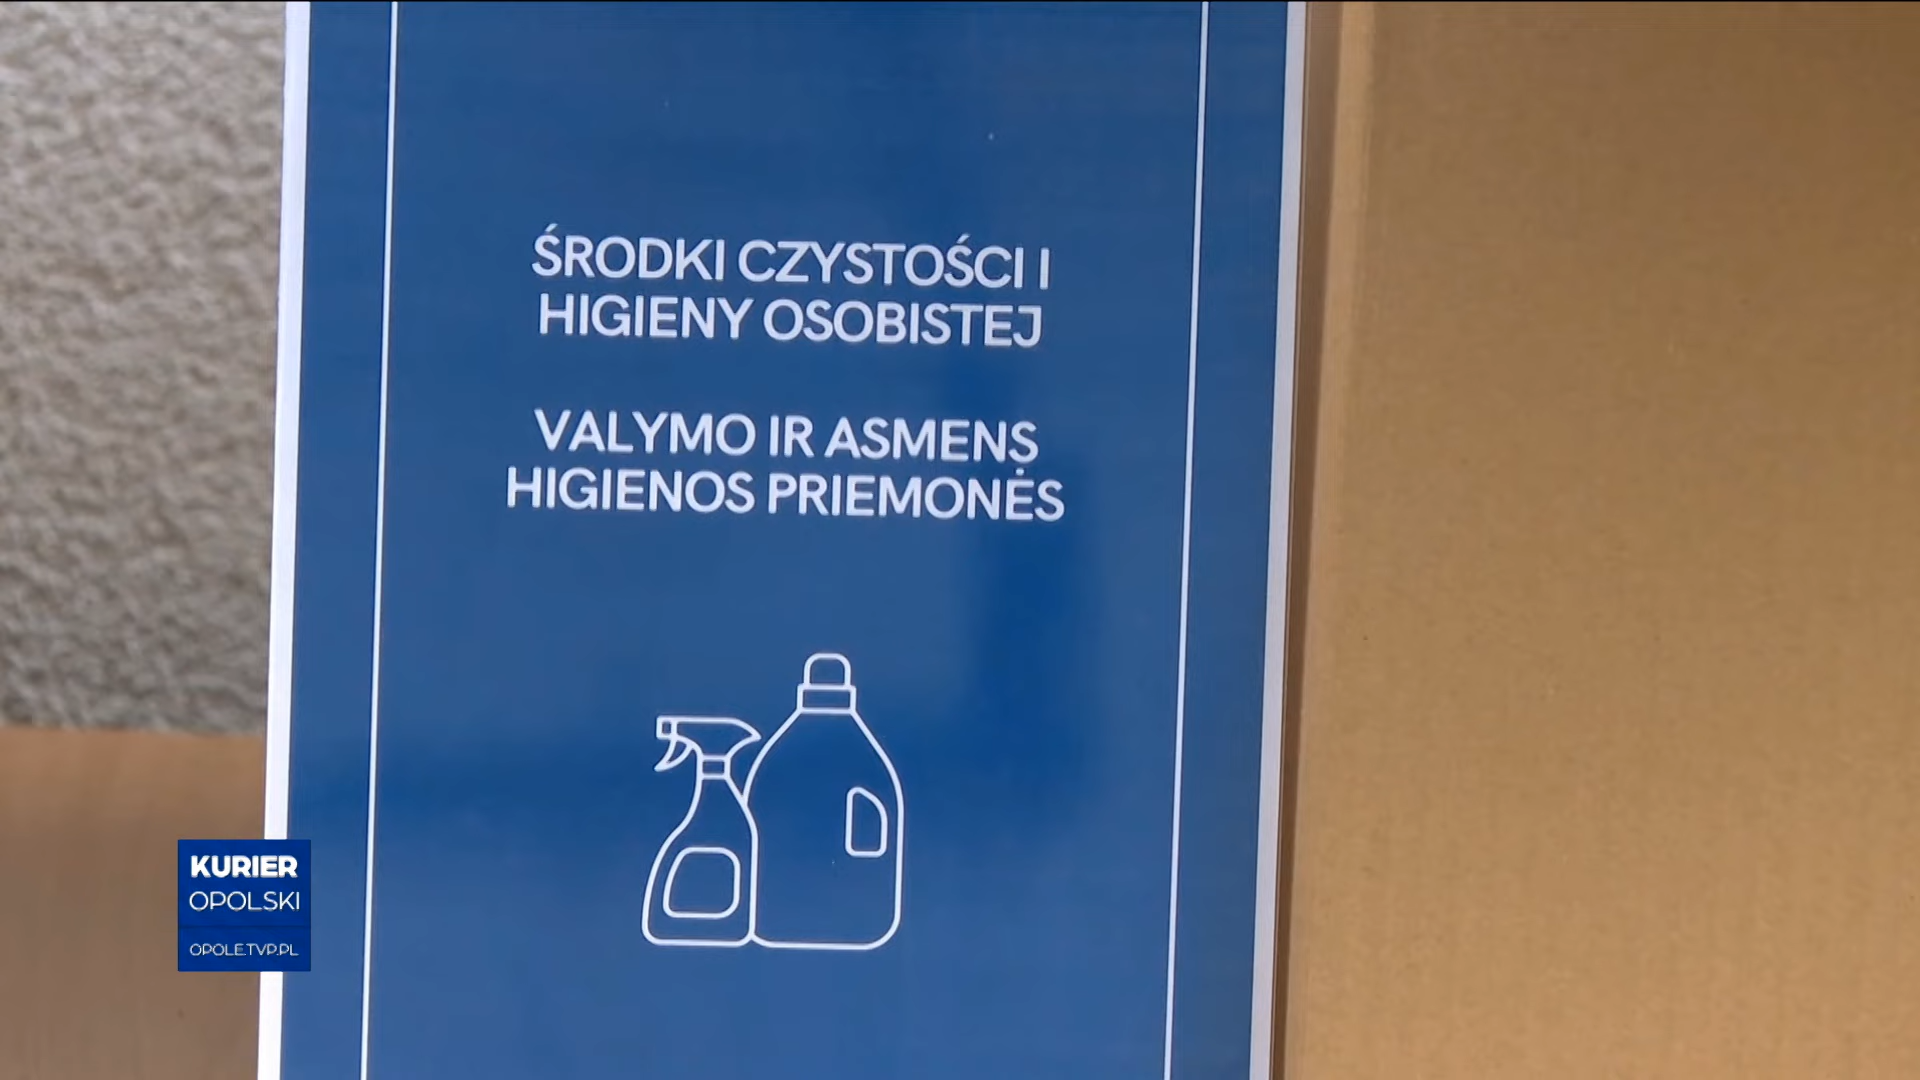 ŚRODKI CZYSTOŚCI I
HIGIENY OSOBISTEJ
VALYMO IR ASMENS
HIGIENOS PRIEMONĖS
KURIER
OPOLSKI
OPOLE.TVP.PL